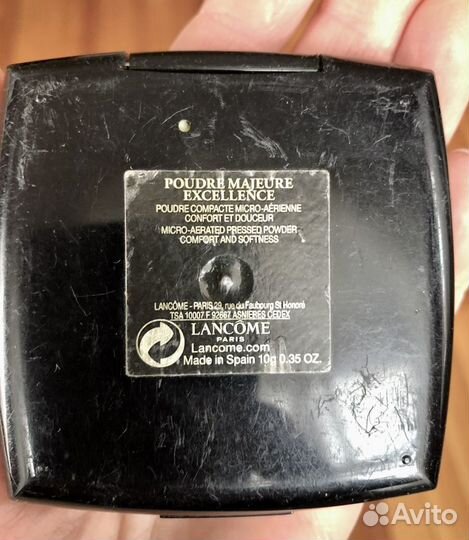 POUDRE MAJEURE
EXCELLENCE
POUDRE COMPACTE MICRO-AÉRIENNE
CONFORT ET DOUCEUR
MICRO-AERATED PRESSED POWDER
COMFORT AND SOFTNESS
LANCÔME - PARIS 29, rue du Faubourg St Honoré
TSA 10007 F 92667 ASNIERES CEDEX
LANCÔME
PARIS
Lancome.com
Made in Spain 10g 0.35 OZ.
Avito